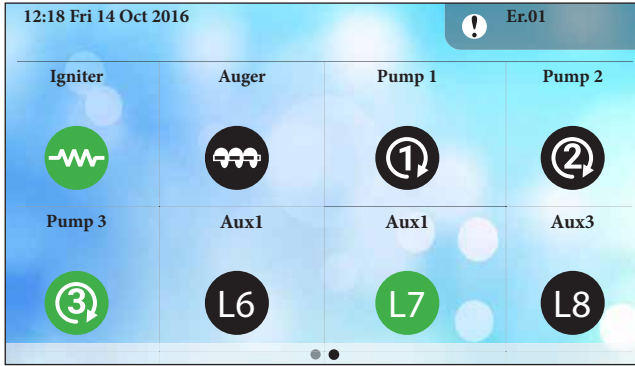 12:18 Fri 14 Oct 2016 ! Er.01
Igniter Auger Pump 1 Pump 2
1 2
Pump 3 Aux1 Aux1 Aux3
3 L6 L7 L8